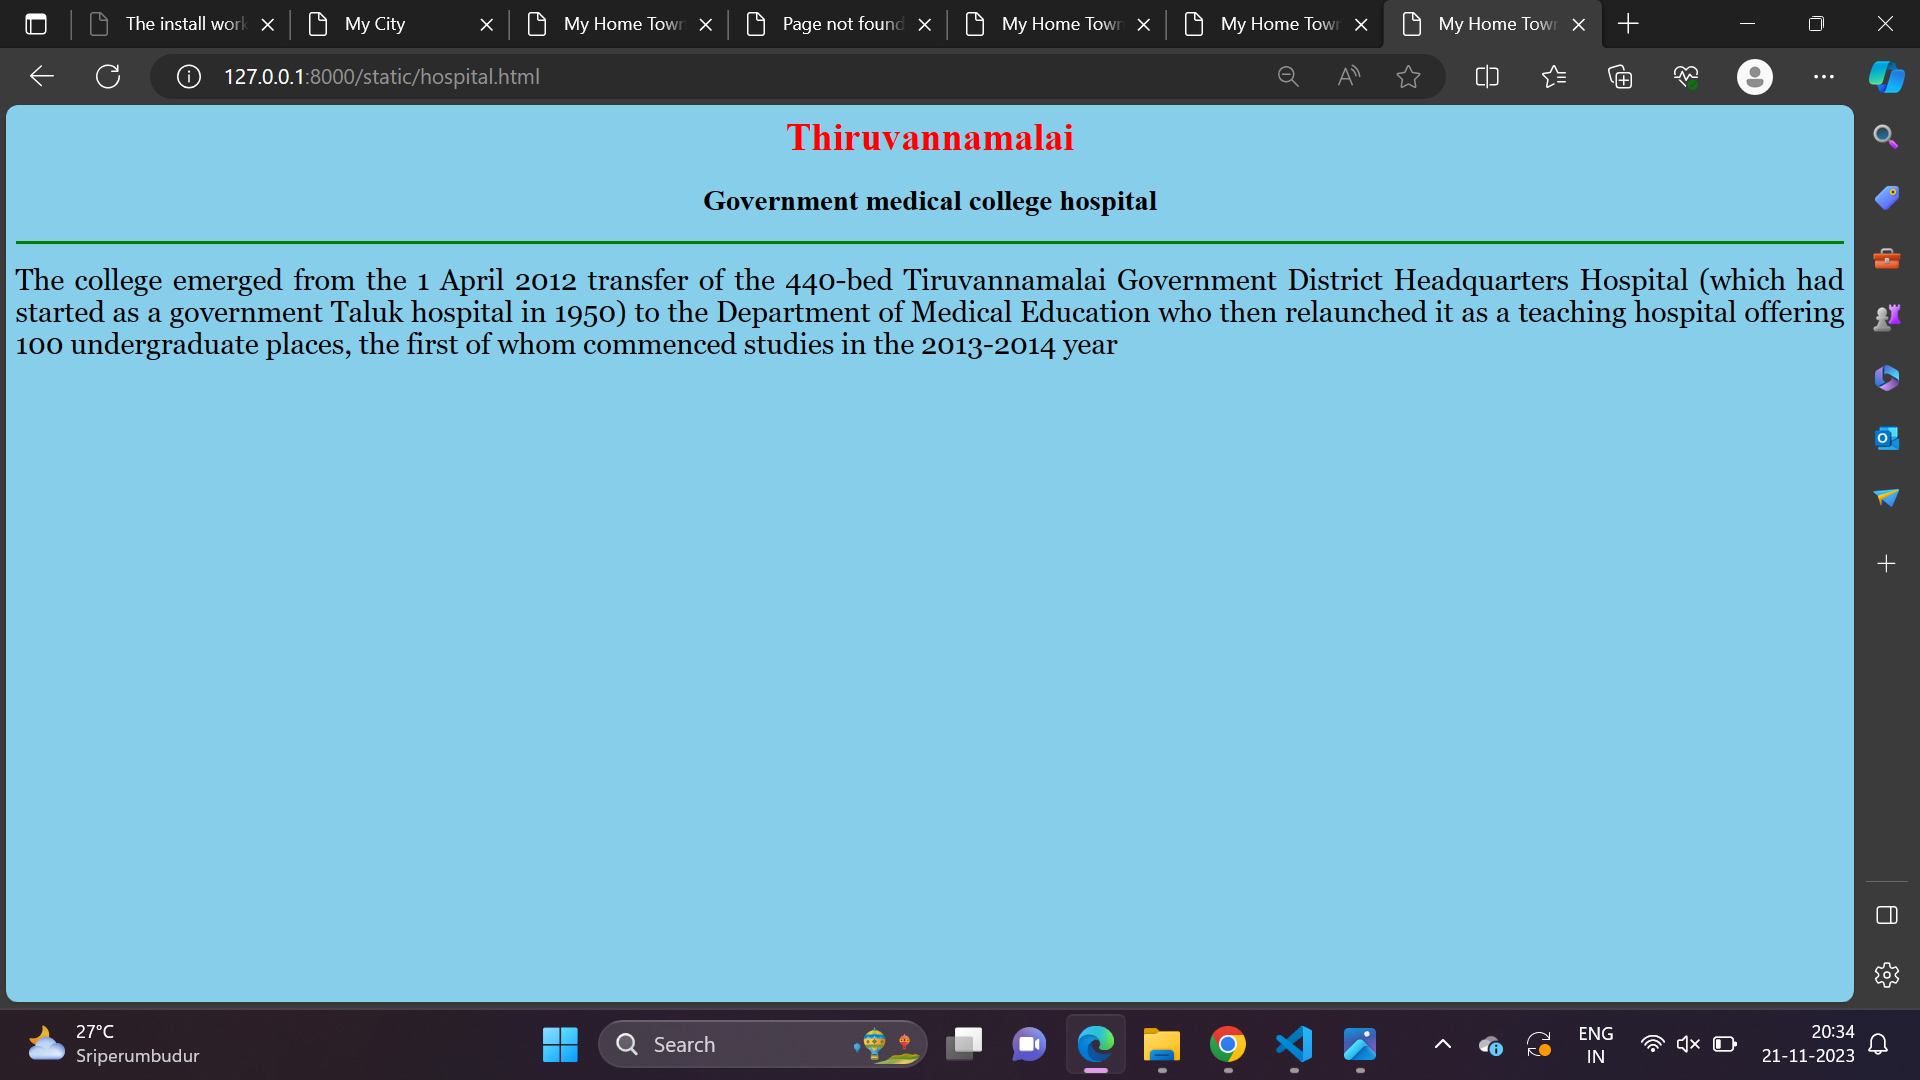 The install work
My City
My Home Town
Page not found
My Home Town
My Home Town
My Home Town
127.0.0.1:8000/static/hospital.html
Thiruvannamalai
Government medical college hospital
The college emerged from the 1 April 2012 transfer of the 440-bed Tiruvannamalai Government District Headquarters Hospital (which had
started as a government Taluk hospital in 1950) to the Department of Medical Education who then relaunched it as a teaching hospital offering
100 undergraduate places, the first of whom commenced studies in the 2013-2014 year
27°C
Sriperumbudur
Search
ENG
IN
20:34
21-11-2023